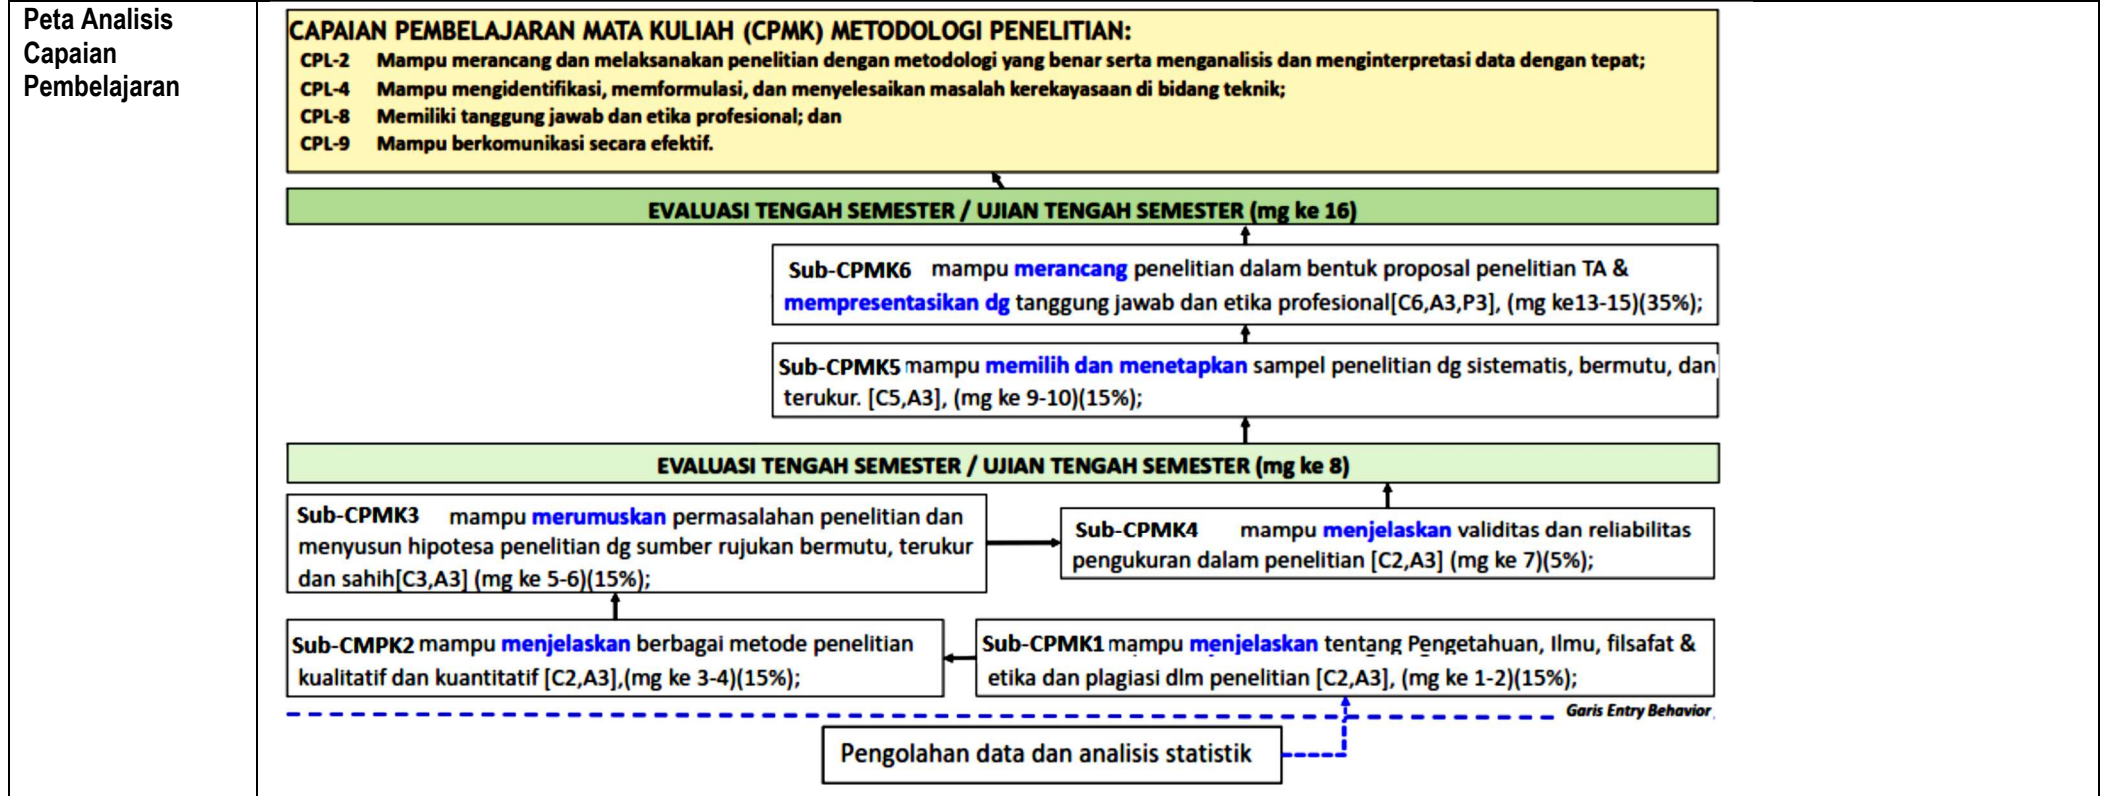 Peta Analisis
Capaian
Pembelajaran
CAPAIAN PEMBELAJARAN MATA KULIAH (CPMK) METODOLOGI PENELITIAN:
CPL-2 Mampu merancang dan melaksanakan penelitian dengan metodologi yang benar serta menganalisis dan menginterpretasi data dengan tepat;
CPL-4 Mampu mengidentifikasi, memformulasi, dan menyelesaikan masalah kerekayasaan di bidang teknik;
CPL-8 Memiliki tanggung jawab dan etika profesional; dan
CPL-9 Mampu berkomunikasi secara efektif.
EVALUASI TENGAH SEMESTER / UJIAN TENGAH SEMESTER (mg ke 16)
Sub-CPMK6 mampu merancang penelitian dalam bentuk proposal penelitian TA &
mempresentasikan dg tanggung jawab dan etika profesional[C6,A3,P3], (mg ke13-15)(35%);
Sub-CPMK5 mampu memilih dan menetapkan sampel penelitian dg sistematis, bermutu, dan
terukur. [C5,A3], (mg ke 9-10)(15%);
EVALUASI TENGAH SEMESTER / UJIAN TENGAH SEMESTER (mg ke 8)
Sub-CPMK3 mampu merumuskan permasalahan penelitian dan
menyusun hipotesa penelitian dg sumber rujukan bermutu, terukur
dan sahih[C3,A3] (mg ke 5-6)(15%);
Sub-CPMK4 mampu menjelaskan validitas dan reliabilitas
pengukuran dalam penelitian [C2,A3] (mg ke 7)(5%);
Sub-CMPK2 mampu menjelaskan berbagai metode penelitian
kualitatif dan kuantitatif [C2,A3],(mg ke 3-4)(15%);
Sub-CPMK1 mampu menjelaskan tentang Pengetahuan, Ilmu, filsafat &
etika dan plagiasi dlm penelitian [C2,A3], (mg ke 1-2)(15%);
Garis Entry Behavior
Pengolahan data dan analisis statistik